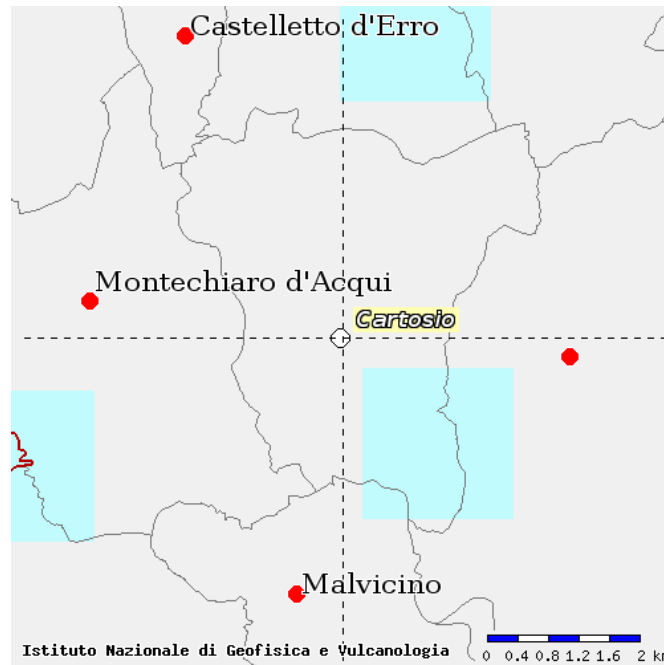 Castelletto d'Erro
Montechiaro d'Acqui
Cartosio
Malvicino
Istituto Nazionale di Geofisica e Vulcanologia
0 0.4 0.8 1.2 1.6 2 km